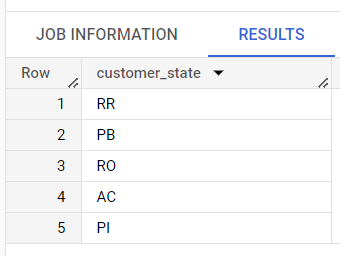 JOB INFORMATION RESULTS
Row customer_state
1 RR
2 PB
3 RO
4 AC
5 PI